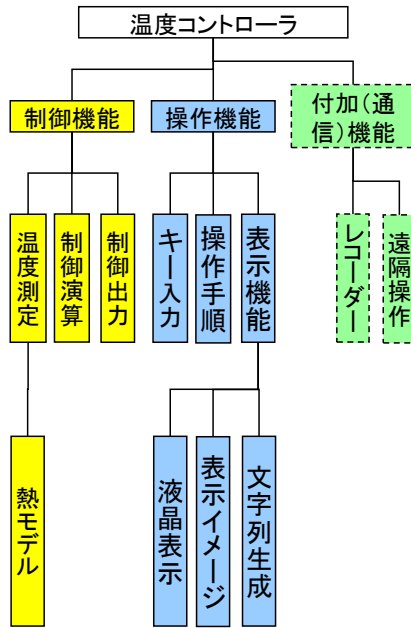 温度コントローラ
制御機能
操作機能
付加(通
信)機能
温度測定
制御演算
制御出力
キー入力
操作手順
表示機能
レコーダー
遠隔操作
熱モデル
液晶表示
表示イメージ
文字列生成